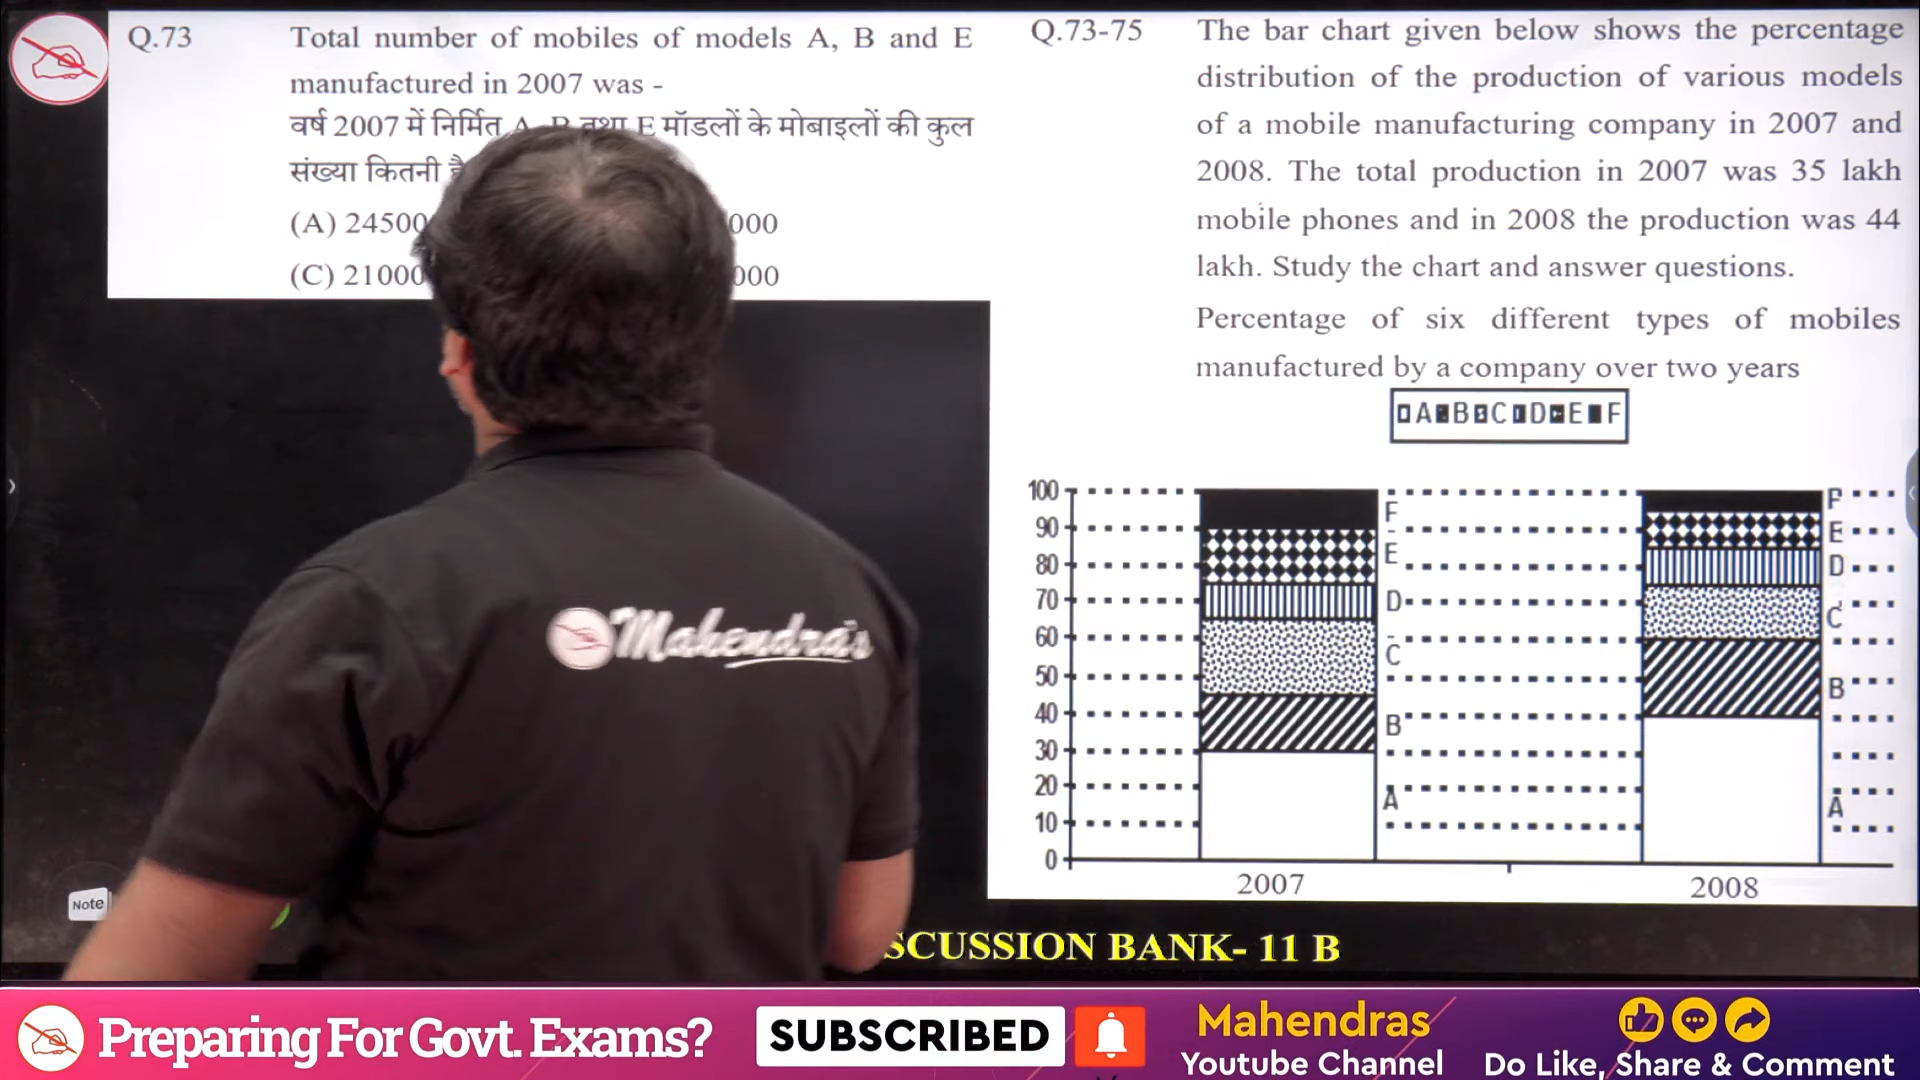 Q.73 Total number of mobiles of models A, B and E
manufactured in 2007 was -
वर्ष 2007 में निर्मित A, B तथा E मॉडलों के मोबाइलों की कुल
संख्या कितनी
(A) 24500 000
(C) 21000 000
Q.73-75 The bar chart given below shows the percentage
distribution of the production of various models
of a mobile manufacturing company in 2007 and
2008. The total production in 2007 was 35 lakh
mobile phones and in 2008 the production was 44
lakh. Study the chart and answer questions.
Percentage of six different types of mobiles
manufactured by a company over two years
A B C D E F
100
90
80
70
60
50
40
30
20
10
0
F
E
D
C
B
A
F
E
D
C
B
A
2007
2008
Mahendra's
Note
SCUSSION BANK- 11 B
Preparing For Govt. Exams?
SUBSCRIBED
Mahendras
Youtube Channel
Do Like, Share & Comment